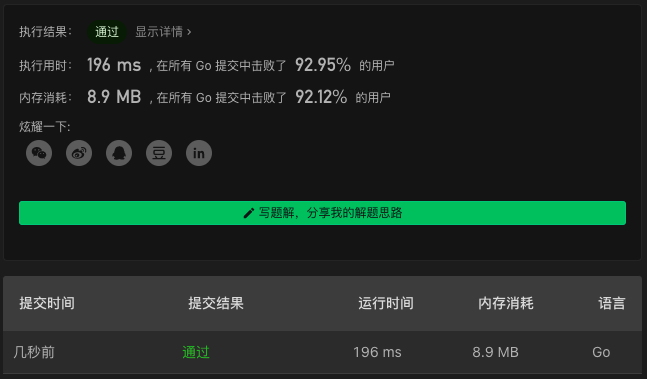 执行结果： 通过 显示详情 >
执行用时：196 ms , 在所有 Go 提交中击败了 92.95% 的用户
内存消耗：8.9 MB , 在所有 Go 提交中击败了 92.12% 的用户
炫耀一下:
写题解，分享我的解题思路
提交时间 提交结果 运行时间 内存消耗 语言
几秒前 通过 196 ms 8.9 MB Go